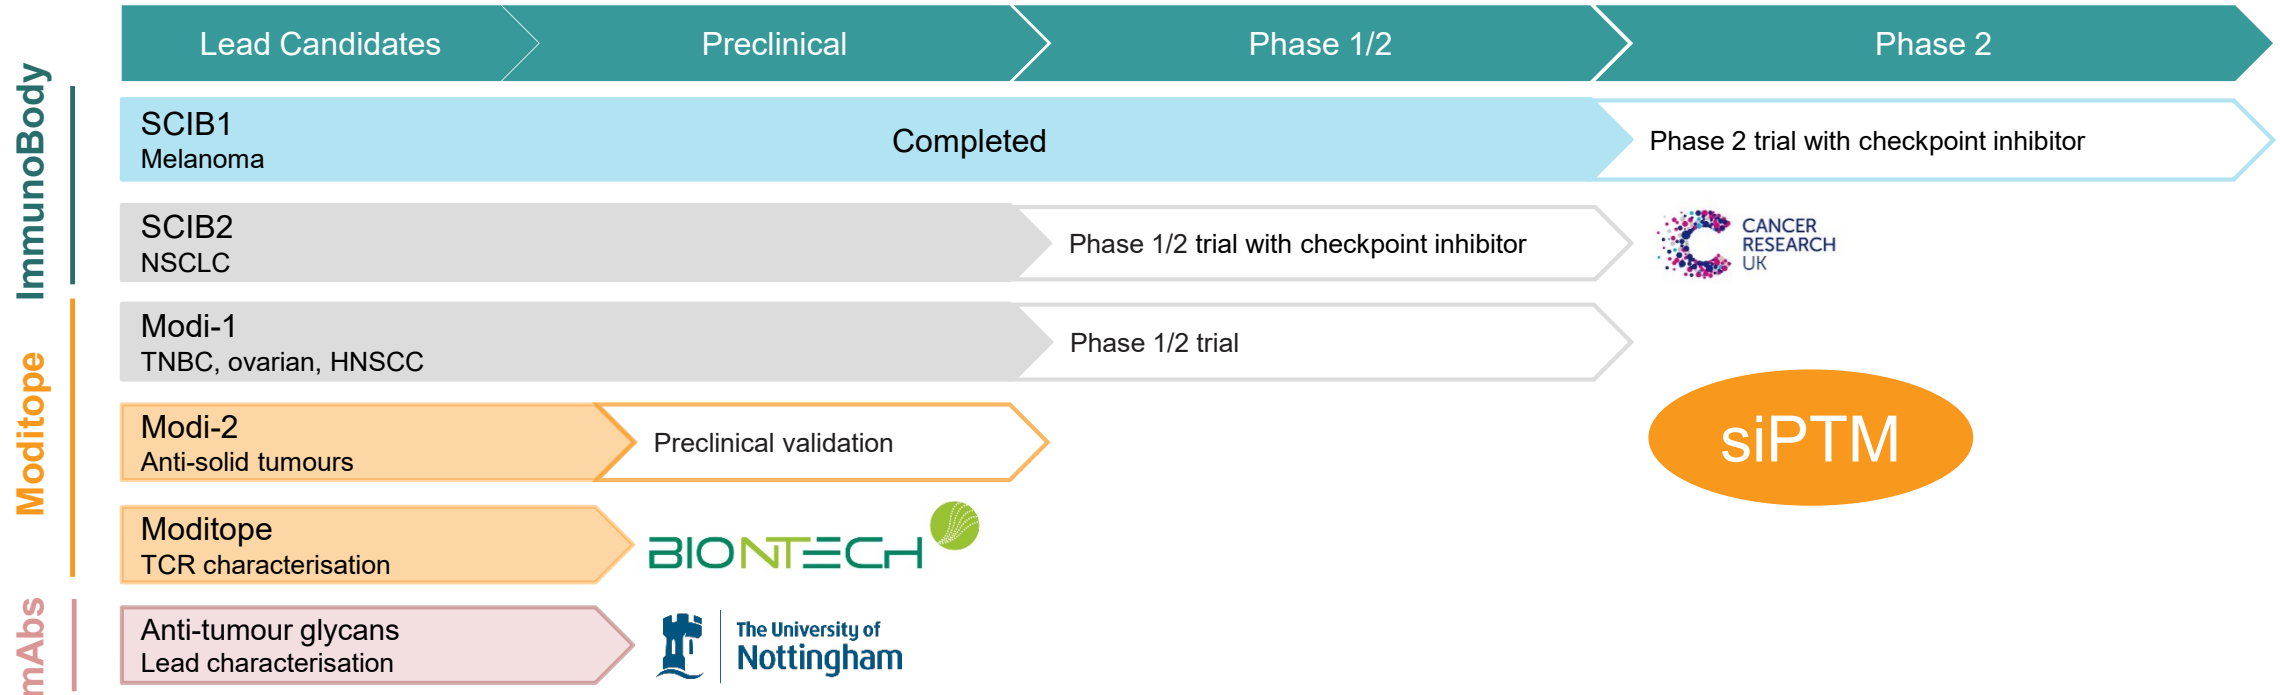 Lead Candidates
Preclinical
Phase 1/2
Phase 2
ImmunoBody
SCIB1
Melanoma
Completed
Phase 2 trial with checkpoint inhibitor
SCIB2
NSCLC
Phase 1/2 trial with checkpoint inhibitor
CANCER
RESEARCH
UK
Moditope
Modi-1
TNBC, ovarian, HNSCC
Phase 1/2 trial
Modi-2
Anti-solid tumours
Preclinical validation
siPTM
Moditope
TCR characterisation
BIONTECH
mAbs
Anti-tumour glycans
Lead characterisation
The University of
Nottingham